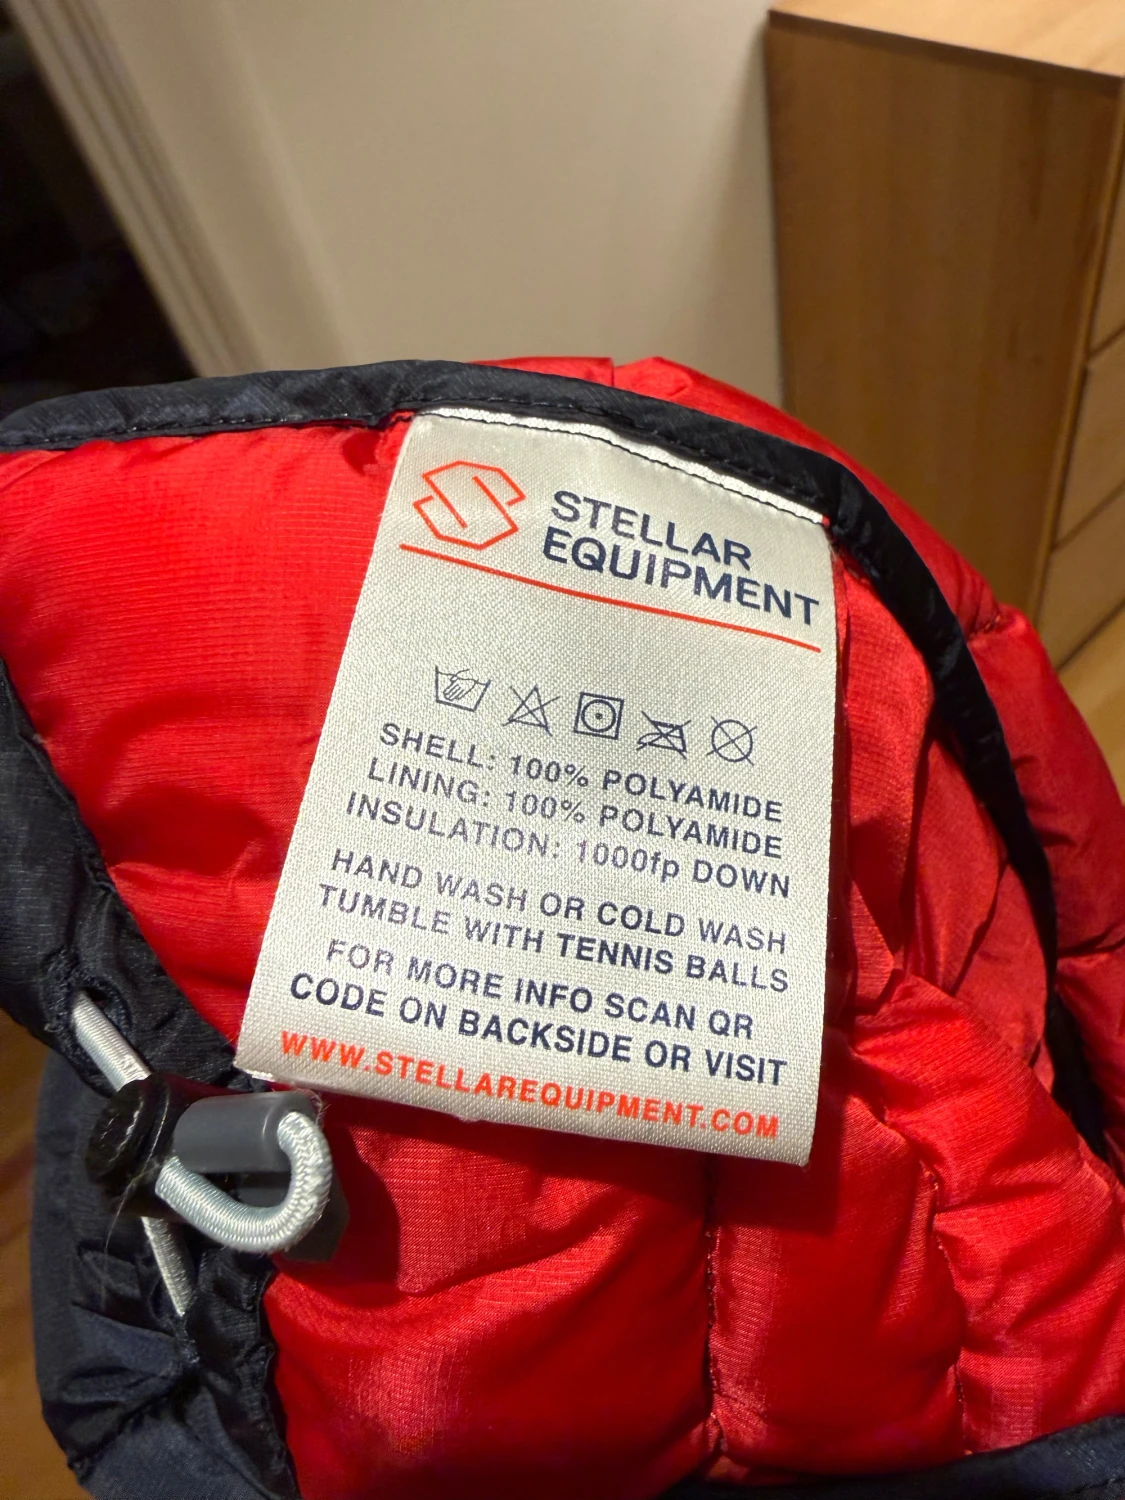 STELLAR
EQUIPMENT
SHELL: 100% POLYAMIDE
LINING: 100% POLYAMIDE
INSULATION: 1000fp DOWN
HAND WASH OR COLD WASH
TUMBLE WITH TENNIS BALLS
FOR MORE INFO SCAN QR
CODE ON BACKSIDE OR VISIT
WWW.STELLAREQUIPMENT.COM